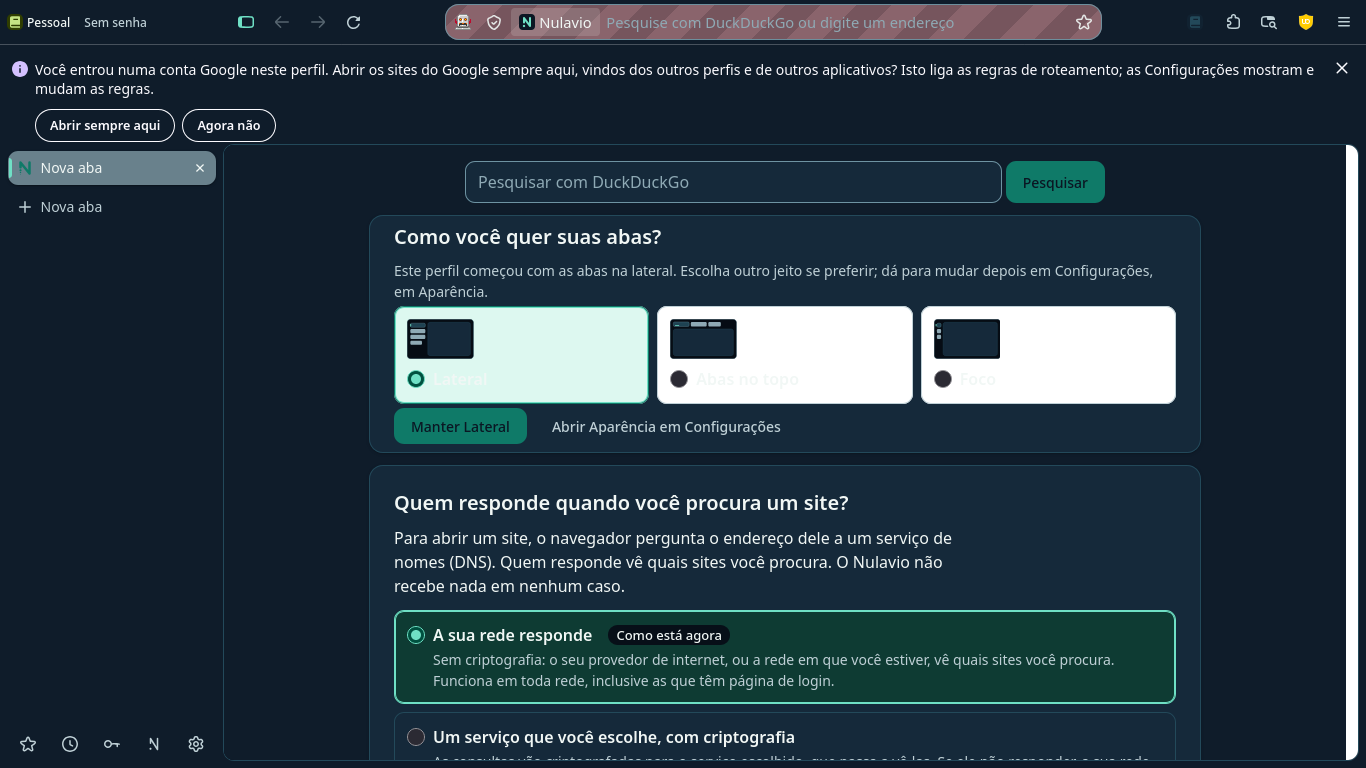 Pessoal Sem senha
Nulavio Pesquise com DuckDuckGo ou digite um endereço
Você entrou numa conta Google neste perfil. Abrir os sites do Google sempre aqui, vindos dos outros perfis e de outros aplicativos? Isto liga as regras de roteamento; as Configurações mostram e
mudam as regras.
Abrir sempre aqui Agora não
Nova aba
Nova aba
Pesquisar com DuckDuckGo Pesquisar
Como você quer suas abas?
Este perfil começou com as abas na lateral. Escolha outro jeito se preferir; dá para mudar depois em Configurações,
em Aparência.
Lateral Abas no topo Foco
Manter Lateral Abrir Aparência em Configurações
Quem responde quando você procura um site?
Para abrir um site, o navegador pergunta o endereço dele a um serviço de
nomes (DNS). Quem responde vê quais sites você procura. O Nulavio não
recebe nada em nenhum caso.
A sua rede responde Como está agora
Sem criptografia: o seu provedor de internet, ou a rede em que você estiver, vê quais sites você procura.
Funciona em toda rede, inclusive as que têm página de login.
Um serviço que você escolhe, com criptografia